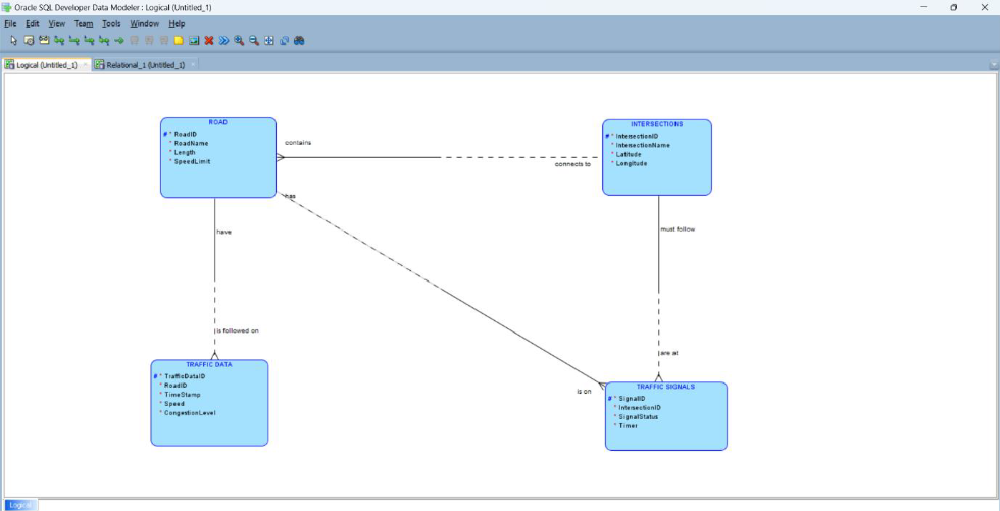 Oracle SQL Developer Data Modeler : Logical (Untitled_1)
File Edit View Team Tools Window Help
Logical (Untitled_1) Relational_1 (Untitled_1)
ROAD
# * RoadID
* RoadName
* Length
* SpeedLimit
contains
connects to
INTERSECTIONS
# * IntersectionID
* IntersectionName
* Latitude
* Longitude
has
have
must follow
is followed on
are at
is on
TRAFFIC DATA
# * TrafficDataID
* RoadID
* TimeStamp
* Speed
* CongestionLevel
TRAFFIC SIGNALS
# * SignalID
* IntersectionID
* SignalStatus
* Timer
Logical